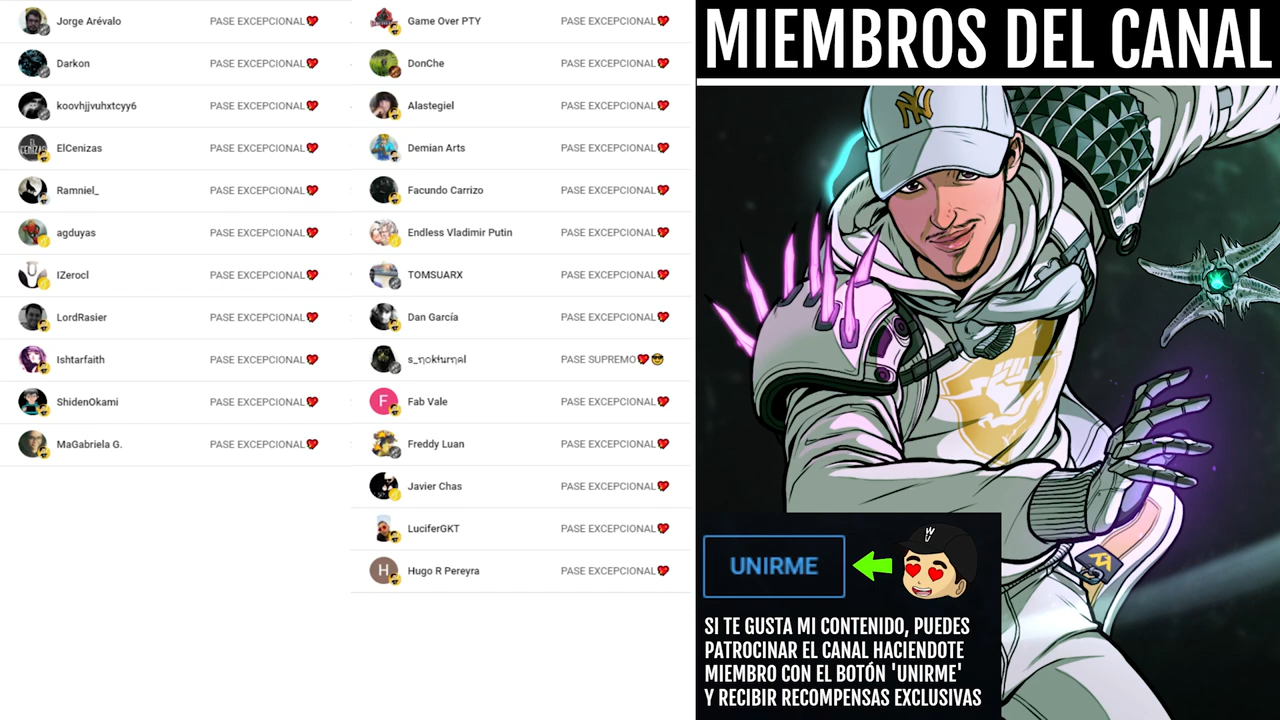 Jorge Arévalo PASE EXCEPCIONAL
Darkon PASE EXCEPCIONAL
koovhjjvuhxtcyy6 PASE EXCEPCIONAL
ElCenizas PASE EXCEPCIONAL
Ramniel_ PASE EXCEPCIONAL
agduyas PASE EXCEPCIONAL
IZerocl PASE EXCEPCIONAL
LordRasier PASE EXCEPCIONAL
Ishtarfaith PASE EXCEPCIONAL
ShidenOkami PASE EXCEPCIONAL
MaGabriela G. PASE EXCEPCIONAL
Game Over PTY PASE EXCEPCIONAL
DonChe PASE EXCEPCIONAL
Alastegiel PASE EXCEPCIONAL
Demian Arts PASE EXCEPCIONAL
Facundo Carrizo PASE EXCEPCIONAL
Endless Vladimir Putin PASE EXCEPCIONAL
TOMSUARX PASE EXCEPCIONAL
Dan García PASE EXCEPCIONAL
PASE SUPREMO
F Fab Vale PASE EXCEPCIONAL
Freddy Luan PASE EXCEPCIONAL
Javier Chas PASE EXCEPCIONAL
LuciferGKT PASE EXCEPCIONAL
H Hugo R Pereyra PASE EXCEPCIONAL
MIEMBROS DEL CANAL
NY
UNIRME
SI TE GUSTA MI CONTENIDO, PUEDES
PATROCINAR EL CANAL HACIENDOTE
MIEMBRO CON EL BOTÓN 'UNIRME'
Y RECIBIR RECOMPENSAS EXCLUSIVAS